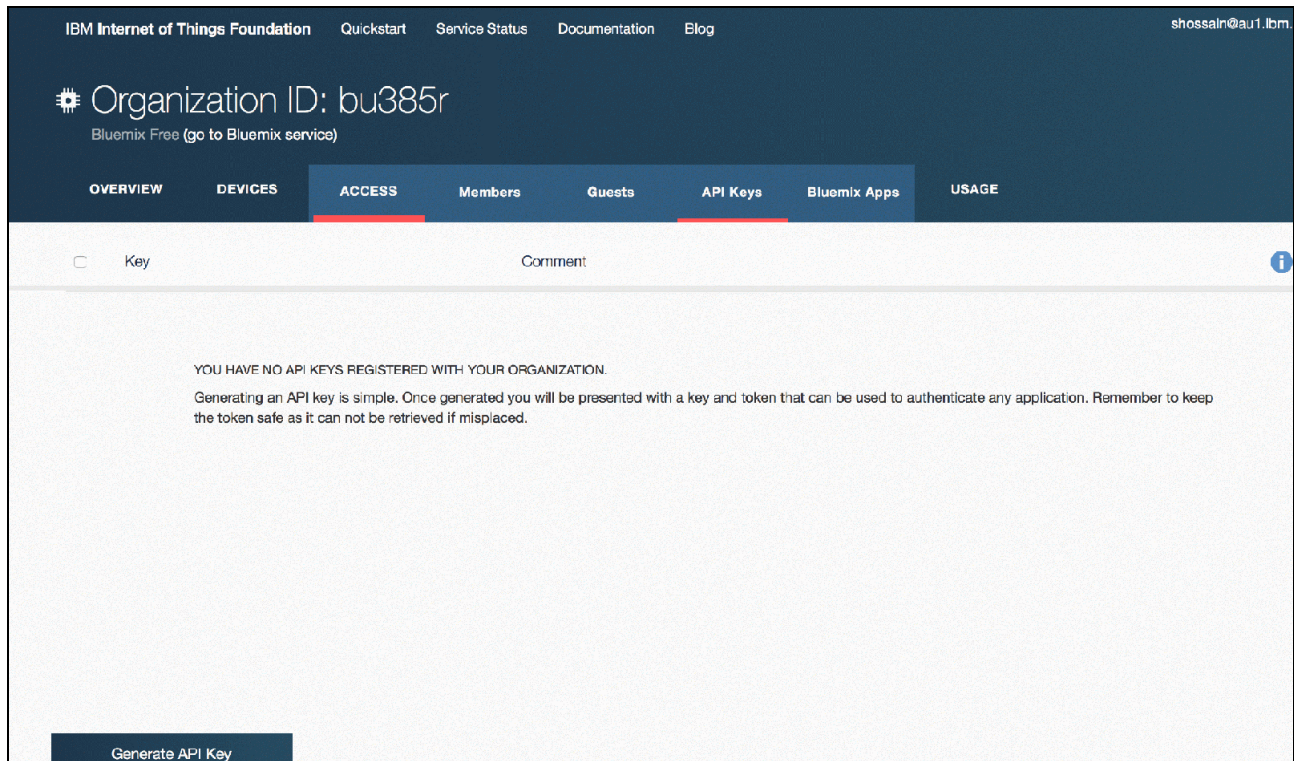 IBM Internet of Things Foundation Quickstart Service Status Documentation Blog shossain@au1.ibm.
Organization ID: bu385r
Bluemix Free (go to Bluemix service)
OVERVIEW DEVICES ACCESS Members Guests API Keys Bluemix Apps USAGE
Key Comment
YOU HAVE NO API KEYS REGISTERED WITH YOUR ORGANIZATION.
Generating an API key is simple. Once generated you will be presented with a key and token that can be used to authenticate any application. Remember to keep
the token safe as it can not be retrieved if misplaced.
Generate API Key